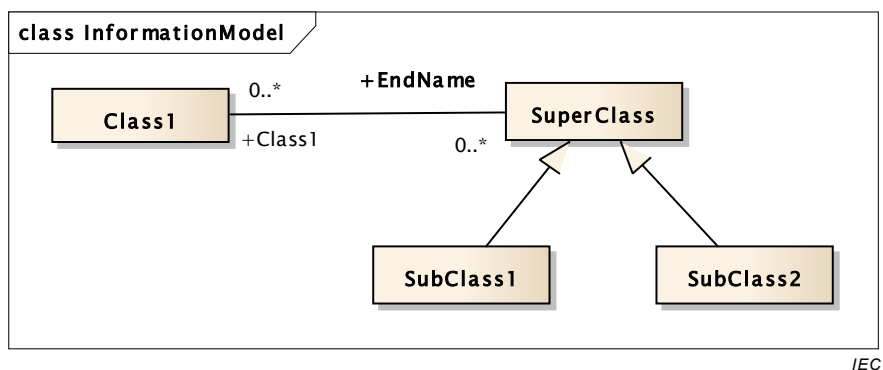 class InformationModel
0..*
+EndName
Class1
SuperClass
+Class1
0..*
SubClass1
SubClass2
IEC